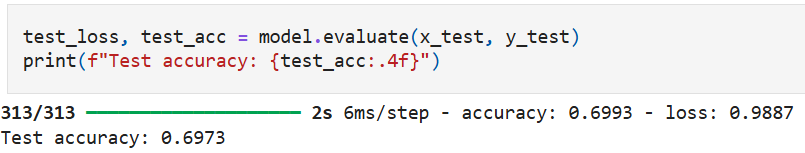 test_loss, test_acc = model.evaluate(x_test, y_test)
print(f"Test accuracy: {test_acc:.4f}")
313/313 ━━━━━━━━━━━━━━━━━━━━ 2s 6ms/step - accuracy: 0.6993 - loss: 0.9887
Test accuracy: 0.6973